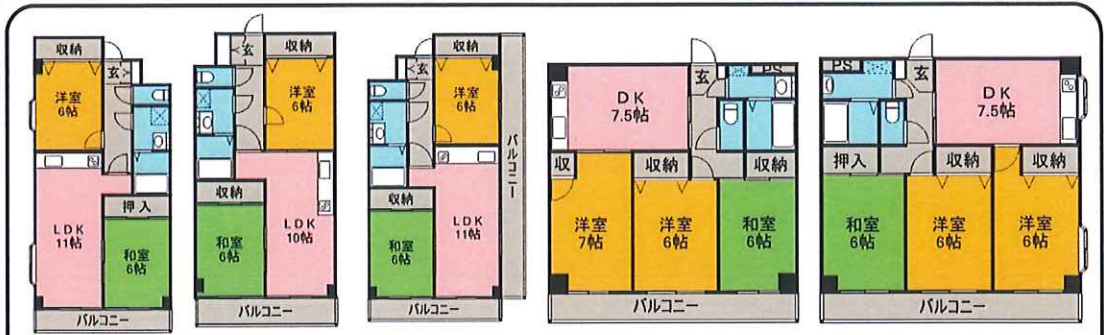 収納
玄
洋室
6帖
LDK
11帖
押入
和室
6帖
バルコニー
玄
収納
洋室
6帖
収納
LDK
10帖
和室
6帖
バルコニー
玄
収納
洋室
6帖
バルコニー
収納
LDK
11帖
和室
6帖
バルコニー
DK
7.5帖
玄
PS
収
収納
収納
洋室
7帖
洋室
6帖
和室
6帖
バルコニー
PS
玄
DK
7.5帖
押入
収納
収納
和室
6帖
洋室
6帖
洋室
6帖
バルコニー